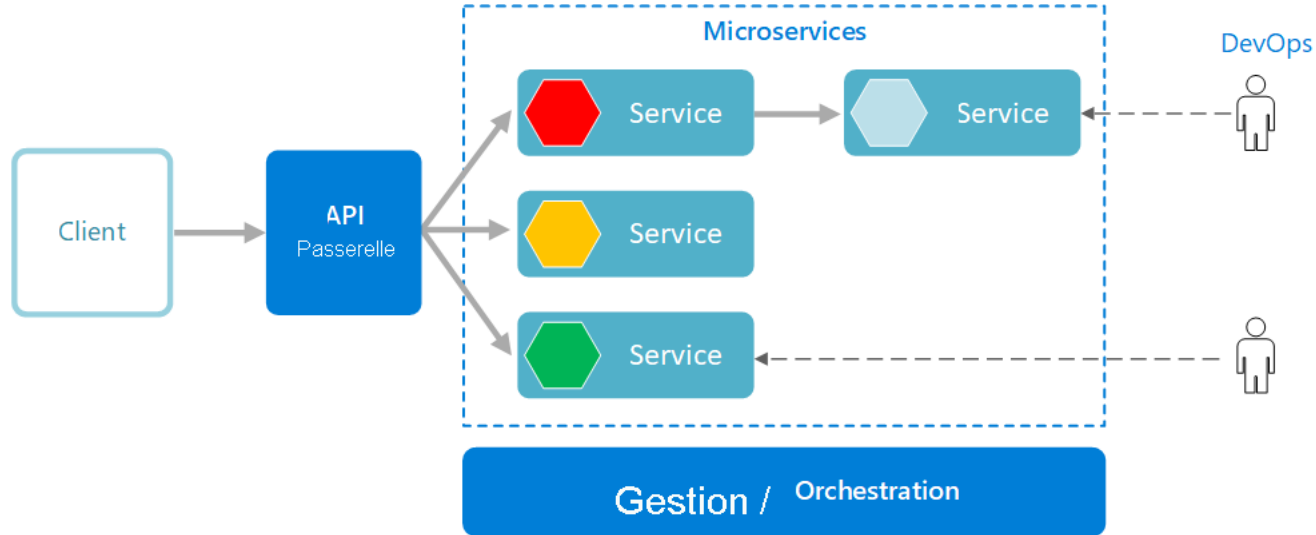 Microservices
DevOps
Service
Service
Client
API
Passerelle
Service
Service
Gestion / Orchestration